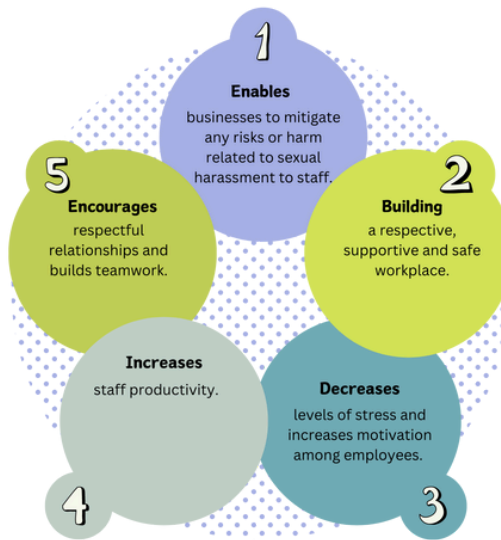 1
Enables
businesses to mitigate
any risks or harm
related to sexual
harassment to staff.
2
Building
a respective,
supportive and safe
workplace.
3
Decreases
levels of stress and
increases motivation
among employees.
4
Increases
staff productivity.
5
Encourages
respectful
relationships and
builds teamwork.